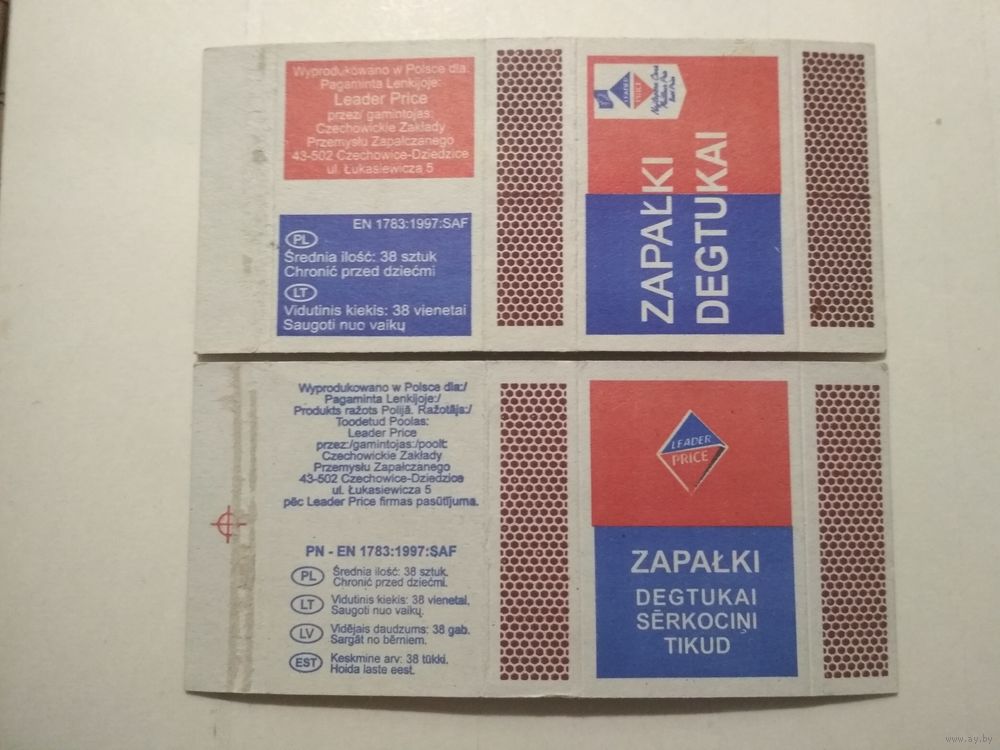 Wyprodukowano w Polsce dla:
Pagaminta Lenkijoje:
Leader Price
przez/ gamintojas:
Czechowickie Zakłady
Przemysłu Zapałczanego
43-502 Czechowice-Dziedzice
ul. Łukasiewicza 5
EN 1783:1997:SAF
PL
Średnia ilość: 38 sztuk
Chronić przed dziećmi
LT
Vidutinis kiekis: 38 vienetai
Saugoti nuo vaikų
LEADER
PRICE
ZAPAŁKI
DEGTUKAI
Wyprodukowano w Polsce dla:/
Pagaminta Lenkijoje:/
Produkts ražots Polijā. Ražotājs:/
Toodetud Poolas:
Leader Price
przez:/gamintojas:/poolt:
Czechowickie Zakłady
Przemysłu Zapałczanego
43-502 Czechowice-Dziedzice
ul. Łukasiewicza 5
pēc Leader Price firmas pasūtījuma.
PN - EN 1783:1997:SAF
PL
Średnia ilość: 38 sztuk.
Chronić przed dziećmi.
LT
Vidutinis kiekis: 38 vienetai.
Saugoti nuo vaikų.
LV
Vidējais daudzums: 38 gab.
Sargāt no bērniem.
EST
Keskmine arv: 38 tükki.
Hoida laste eest.
LEADER
PRICE
ZAPAŁKI
DEGTUKAI
SĒRKOCIŅI
TIKUD
www.ay.by